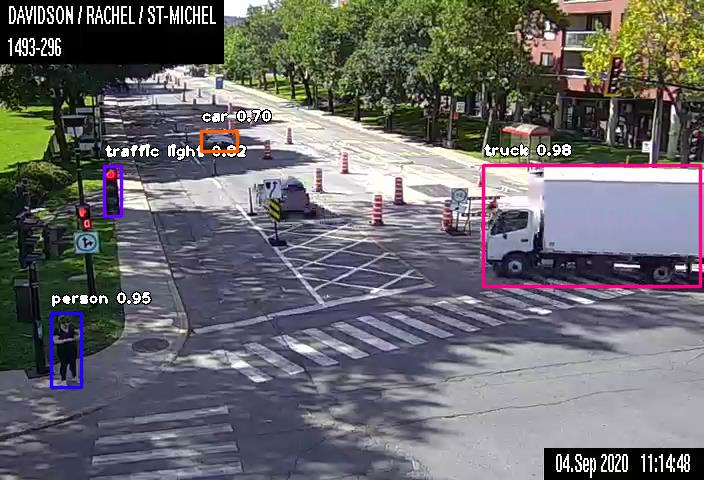 DAVIDSON / RACHEL / ST-MICHEL
1493-296
car 0.70
traffic light 0.82
truck 0.98
person 0.95
04.Sep 2020 11:14:48